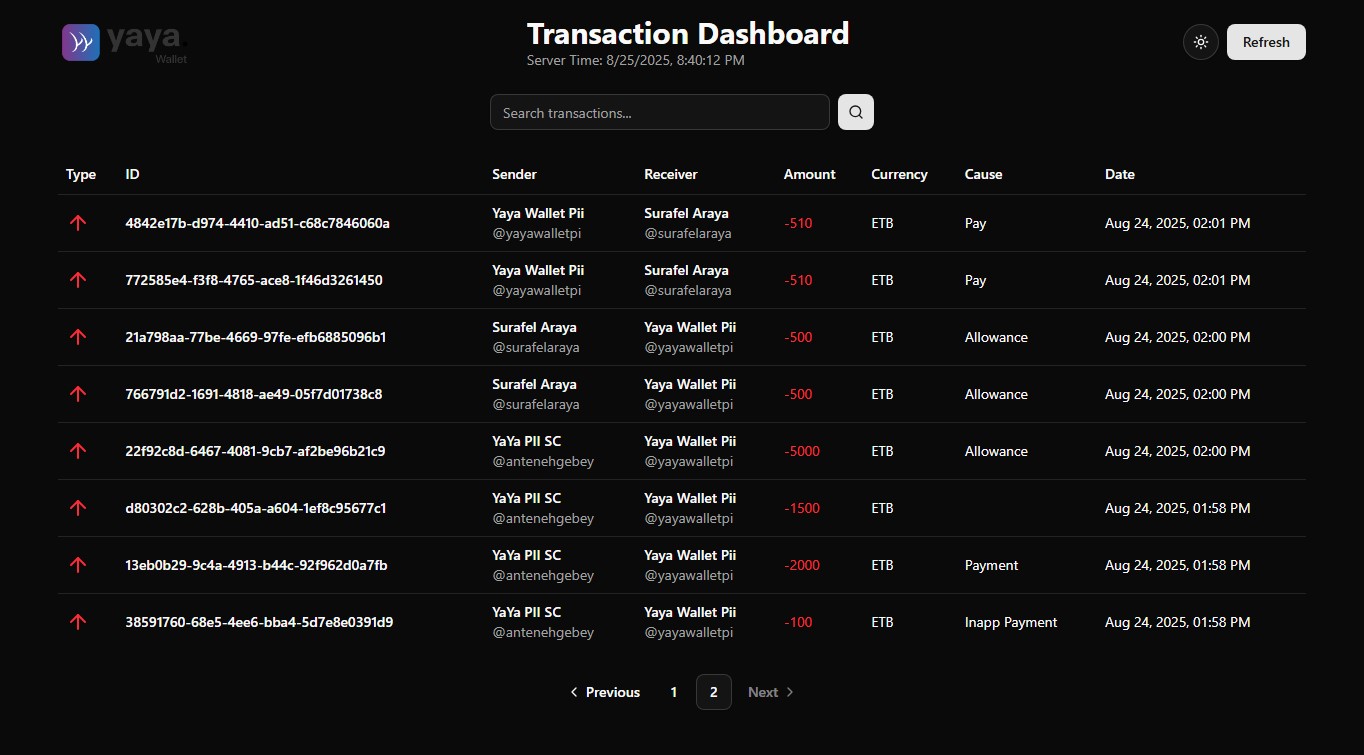 yaya.
Wallet
Transaction Dashboard
Server Time: 8/25/2025, 8:40:12 PM
Refresh
Search transactions...
Type ID Sender Receiver Amount Currency Cause Date
4842e17b-d974-4410-ad51-c68c7846060a Yaya Wallet Pii Surafel Araya -510 ETB Pay Aug 24, 2025, 02:01 PM
@yayawalletpi @surafelaraya
772585e4-f3f8-4765-ace8-1f46d3261450 Yaya Wallet Pii Surafel Araya -510 ETB Pay Aug 24, 2025, 02:01 PM
@yayawalletpi @surafelaraya
21a798aa-77be-4669-97fe-efb6885096b1 Surafel Araya Yaya Wallet Pii -500 ETB Allowance Aug 24, 2025, 02:00 PM
@surafelaraya @yayawalletpi
766791d2-1691-4818-ae49-05f7d01738c8 Surafel Araya Yaya Wallet Pii -500 ETB Allowance Aug 24, 2025, 02:00 PM
@surafelaraya @yayawalletpi
22f92c8d-6467-4081-9cb7-af2be96b21c9 YaYa PII SC Yaya Wallet Pii -5000 ETB Allowance Aug 24, 2025, 02:00 PM
@antenehgebey @yayawalletpi
d80302c2-628b-405a-a604-1ef8c95677c1 YaYa PII SC Yaya Wallet Pii -1500 ETB Aug 24, 2025, 01:58 PM
@antenehgebey @yayawalletpi
13eb0b29-9c4a-4913-b44c-92f962d0a7fb YaYa PII SC Yaya Wallet Pii -2000 ETB Payment Aug 24, 2025, 01:58 PM
@antenehgebey @yayawalletpi
38591760-68e5-4ee6-bba4-5d7e8e0391d9 YaYa PII SC Yaya Wallet Pii -100 ETB Inapp Payment Aug 24, 2025, 01:58 PM
@antenehgebey @yayawalletpi
Previous 1 2 Next